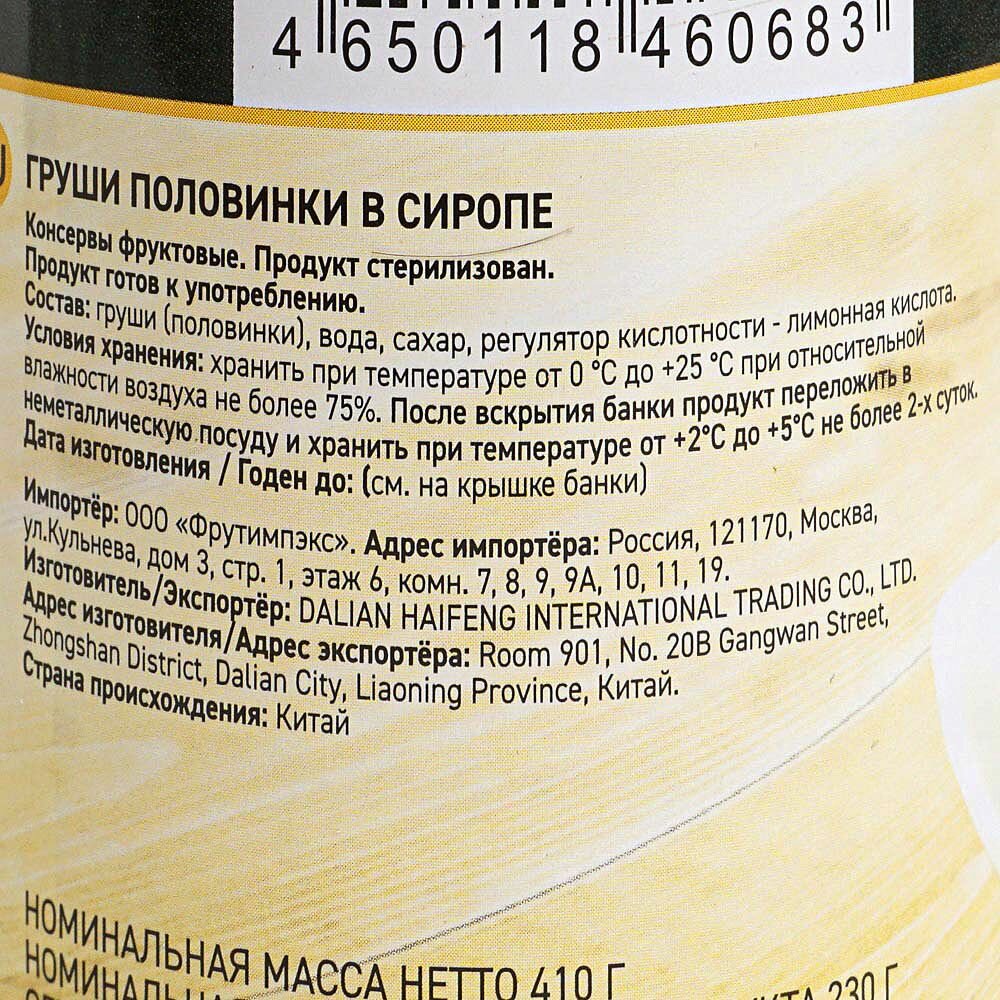 4 650118 460683
ГРУШИ ПОЛОВИНКИ В СИРОПЕ
Консервы фруктовые. Продукт стерилизован.
Продукт готов к употреблению.
Состав: груши (половинки), вода, сахар, регулятор кислотности - лимонная кислота.
Условия хранения: хранить при температуре от 0 °С до +25 °С при относительной
влажности воздуха не более 75%. После вскрытия банки продукт переложить в
неметаллическую посуду и хранить при температуре от +2°С до +5°С не более 2-х суток.
Дата изготовления / Годен до: (см. на крышке банки)
Импортёр: ООО «Фрутимпэкс». Адрес импортёра: Россия, 121170, Москва,
ул.Кульнева, дом 3, стр. 1, этаж 6, комн. 7, 8, 9, 9А, 10, 11, 19.
Изготовитель/Экспортёр: DALIAN HAIFENG INTERNATIONAL TRADING CO., LTD.
Адрес изготовителя/Адрес экспортёра: Room 901, No. 20B Gangwan Street,
Zhongshan District, Dalian City, Liaoning Province, Китай.
Страна происхождения: Китай
НОМИНАЛЬНАЯ МАССА НЕТТО 410 Г
230 Г